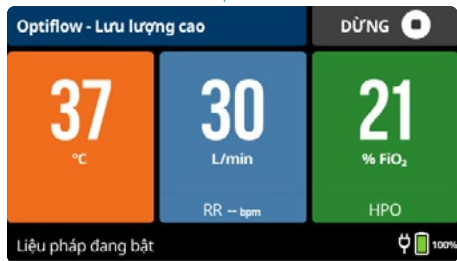 Optiflow - Lưu lượng cao DỪNG
37 30 21
°C L/min % FiO₂
RR -- bpm HPO
Liệu pháp đang bật 100%